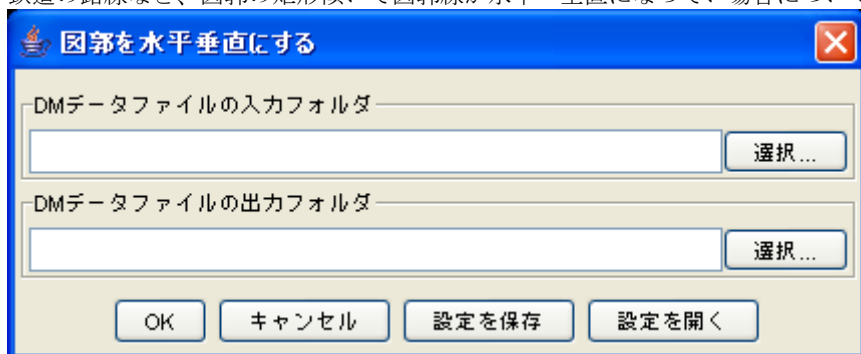 図郭を水平垂直にする
DMデータファイルの入力フォルダ
選択...
DMデータファイルの出力フォルダ
選択...
OK キャンセル 設定を保存 設定を開く